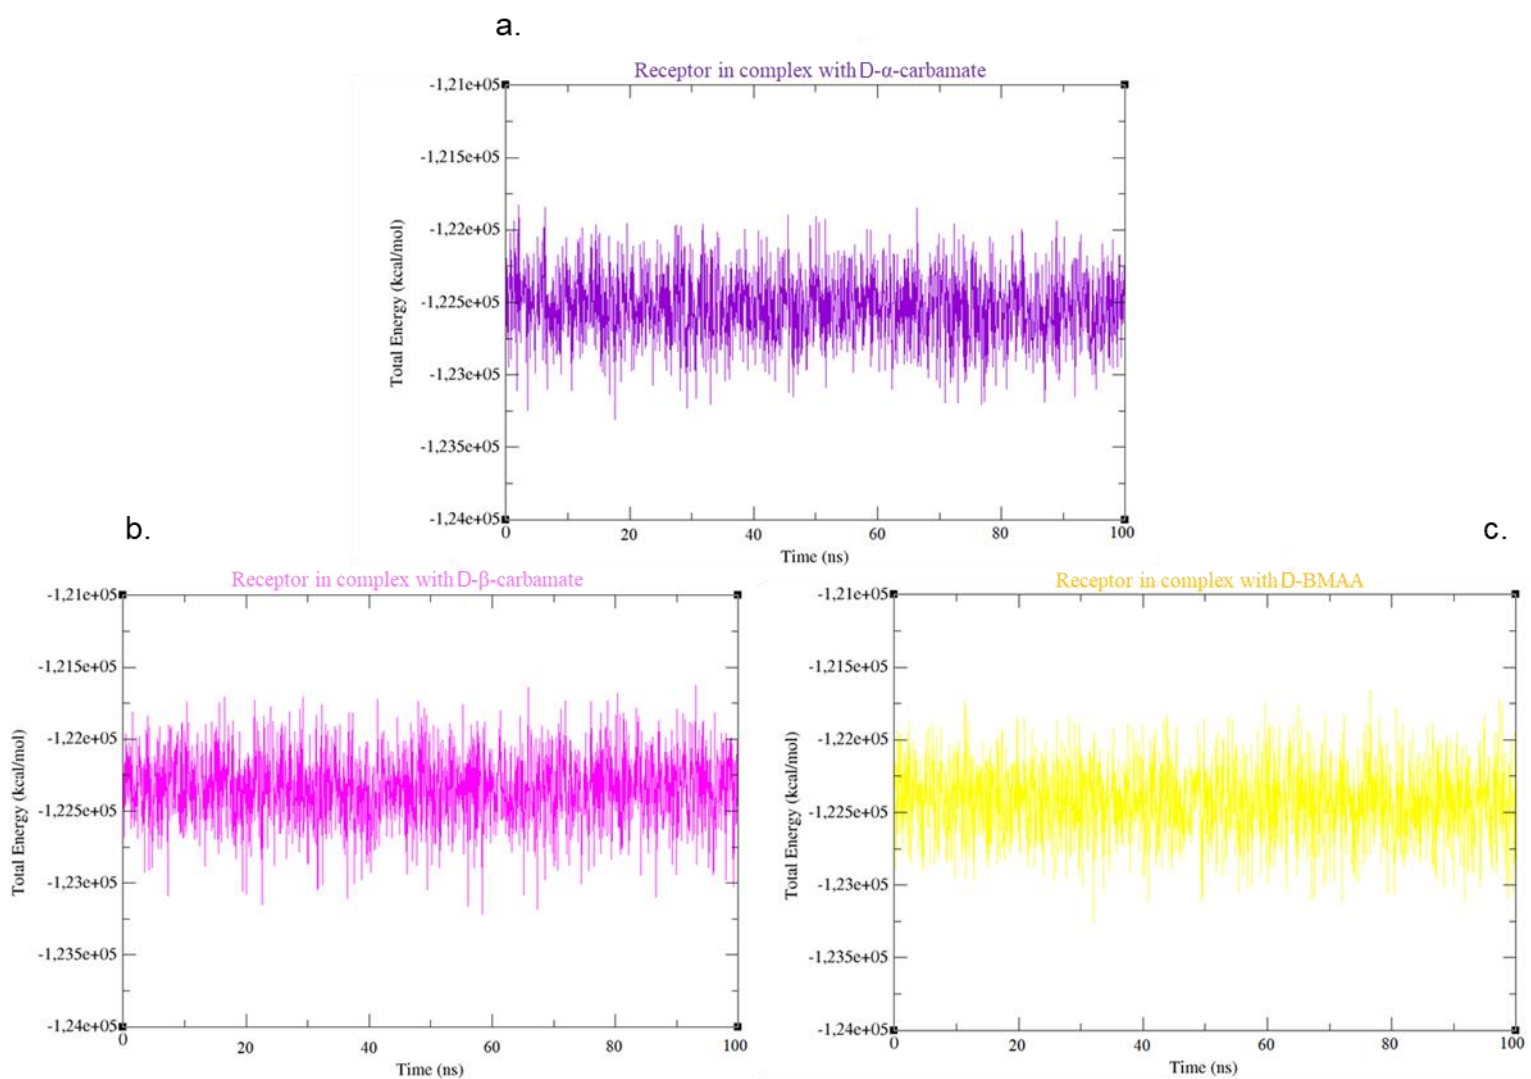 a.
Receptor in complex with D-α-carbamate
-1,21e+05
-1,215e+05
-1,22e+05
-1,225e+05
-1,23e+05
-1,235e+05
-1,24e+05
Total Energy (kcal/mol)
0 20 40 60 80 100
Time (ns)
b.
Receptor in complex with D-β-carbamate
-1,21e+05
-1,215e+05
-1,22e+05
-1,225e+05
-1,23e+05
-1,235e+05
-1,24e+05
Total Energy (kcal/mol)
0 20 40 60 80 100
Time (ns)
c.
Receptor in complex with D-BMAA
-1,21e+05
-1,215e+05
-1,22e+05
-1,225e+05
-1,23e+05
-1,235e+05
-1,24e+05
Total Energy (kcal/mol)
0 20 40 60 80 100
Time (ns)